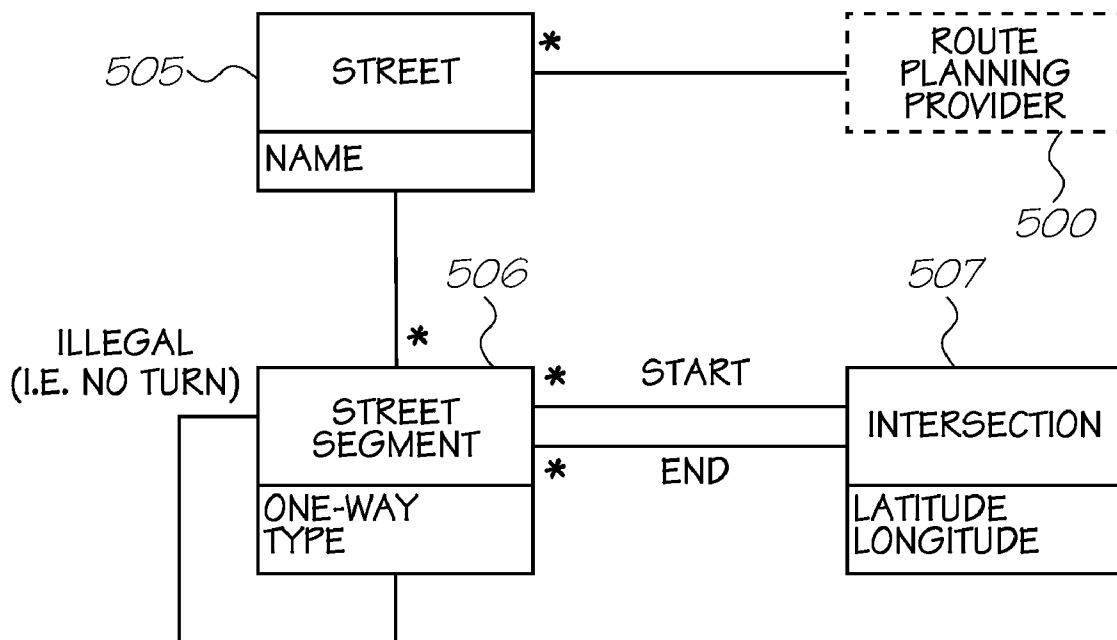 505
STREET
*
ROUTE
PLANNING
PROVIDER
NAME
500
506
507
ILLEGAL
(I.E. NO TURN)
*
STREET
SEGMENT
*
START
INTERSECTION
*
END
ONE-WAY
TYPE
LATITUDE
LONGITUDE